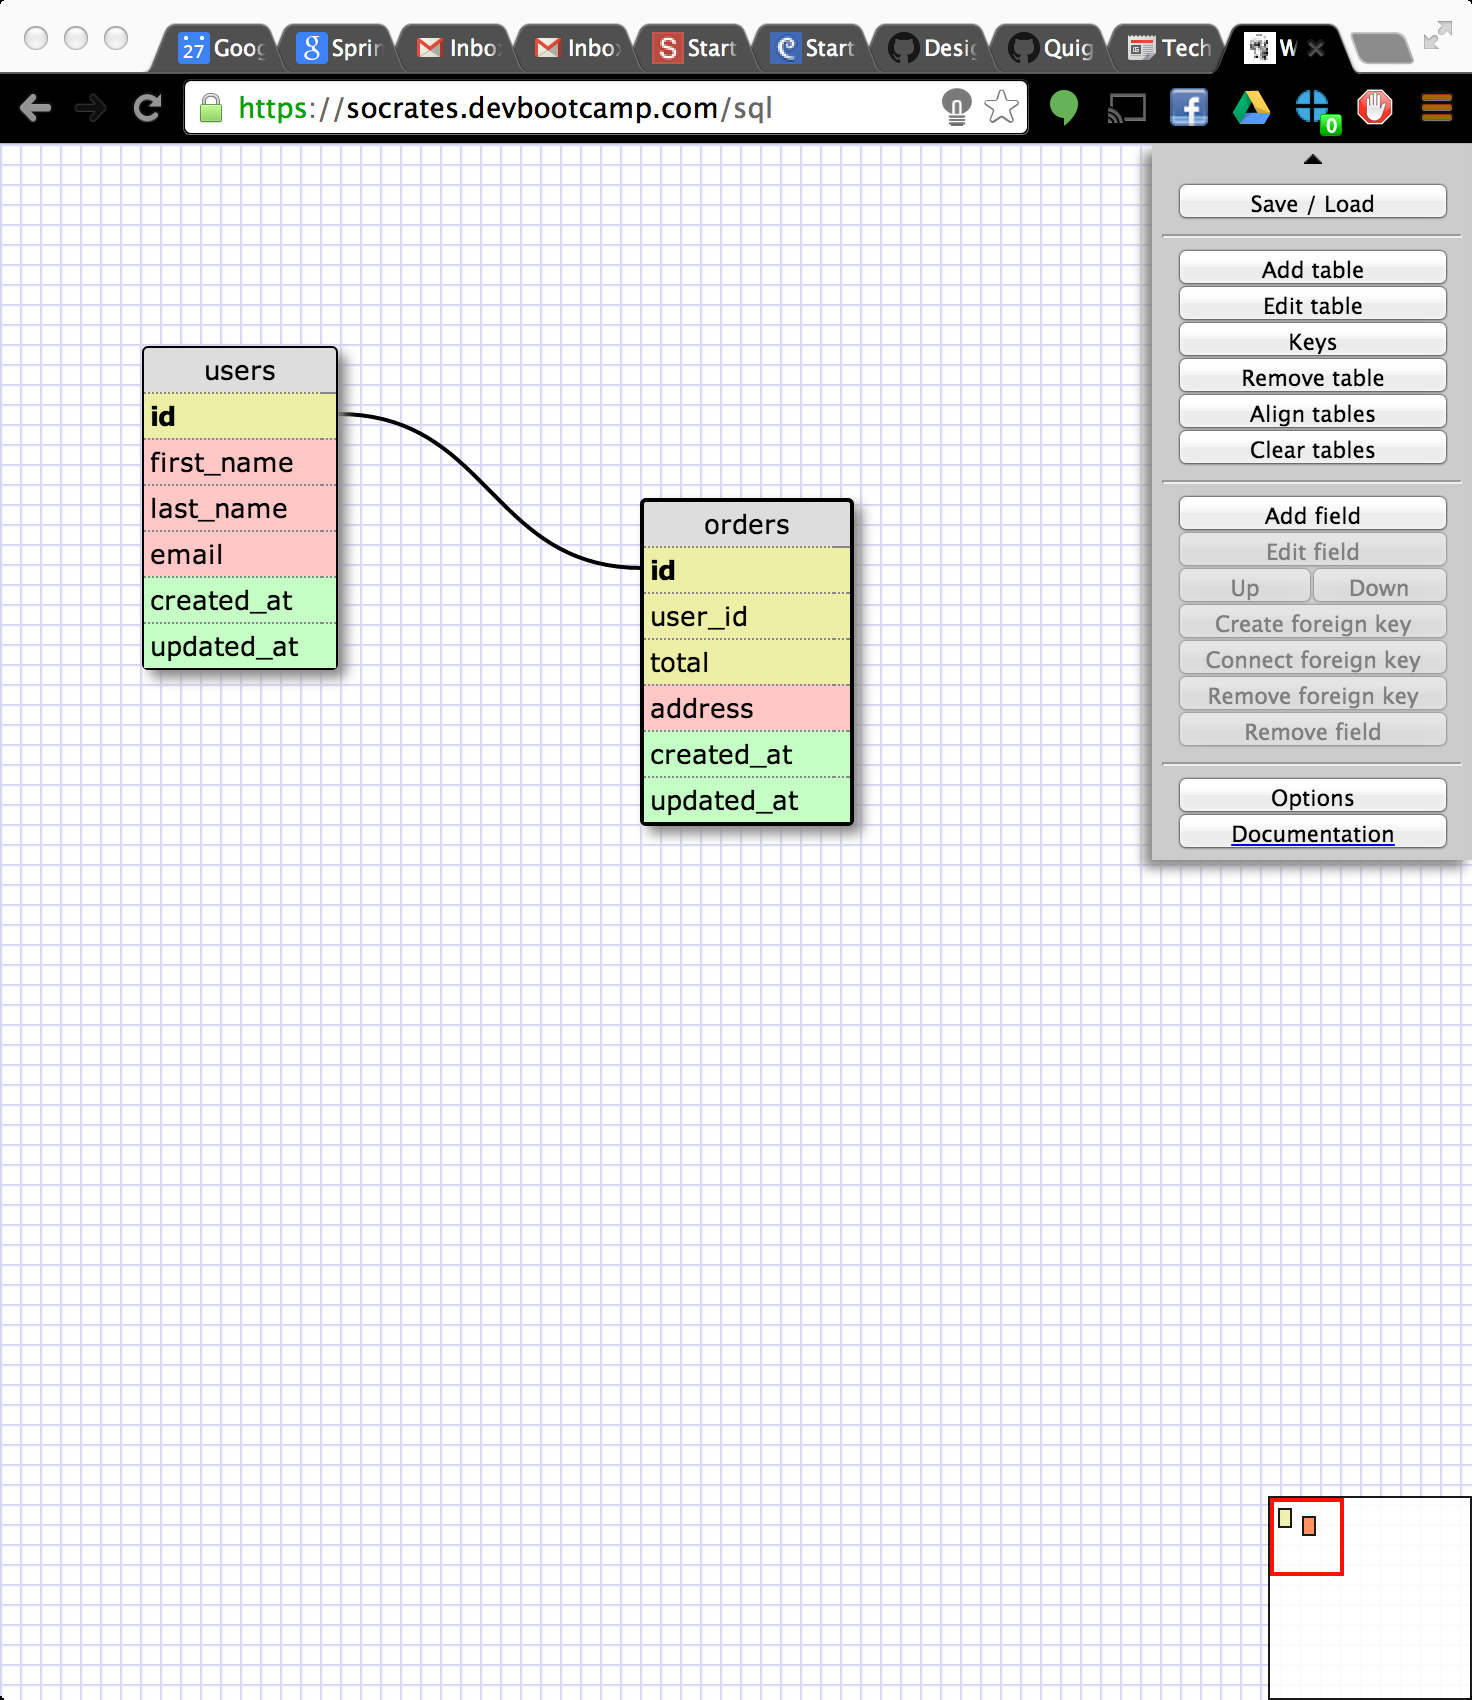 27 Goog
g Sprin
Inbo
Inbo
S Start
Start
Desig
Quig
Tech
W
https://socrates.devbootcamp.com/sql
0
Save / Load
Add table
Edit table
Keys
Remove table
Align tables
Clear tables
Add field
Edit field
Up Down
Create foreign key
Connect foreign key
Remove foreign key
Remove field
Options
Documentation
users
id
first_name
last_name
email
created_at
updated_at
orders
id
user_id
total
address
created_at
updated_at